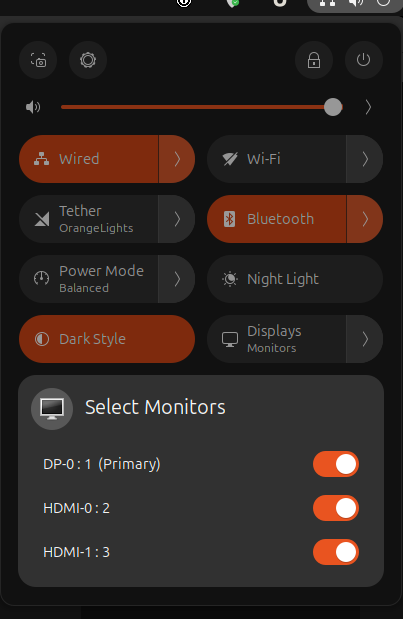 Wired
Wi-Fi
Tether
OrangeLights
Bluetooth
Power Mode
Balanced
Night Light
Dark Style
Displays
Monitors
Select Monitors
DP-0 : 1 (Primary)
HDMI-0 : 2
HDMI-1 : 3